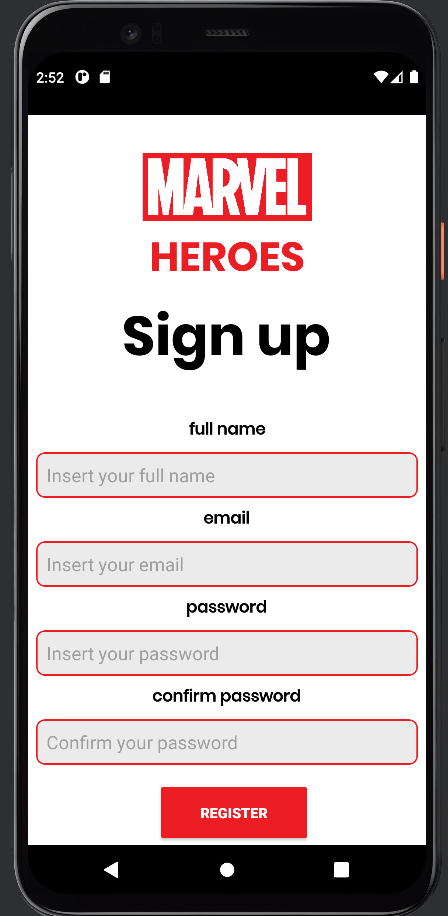 2:52
MARVEL
HEROES
Sign up
full name
Insert your full name
email
Insert your email
password
Insert your password
confirm password
Confirm your password
REGISTER